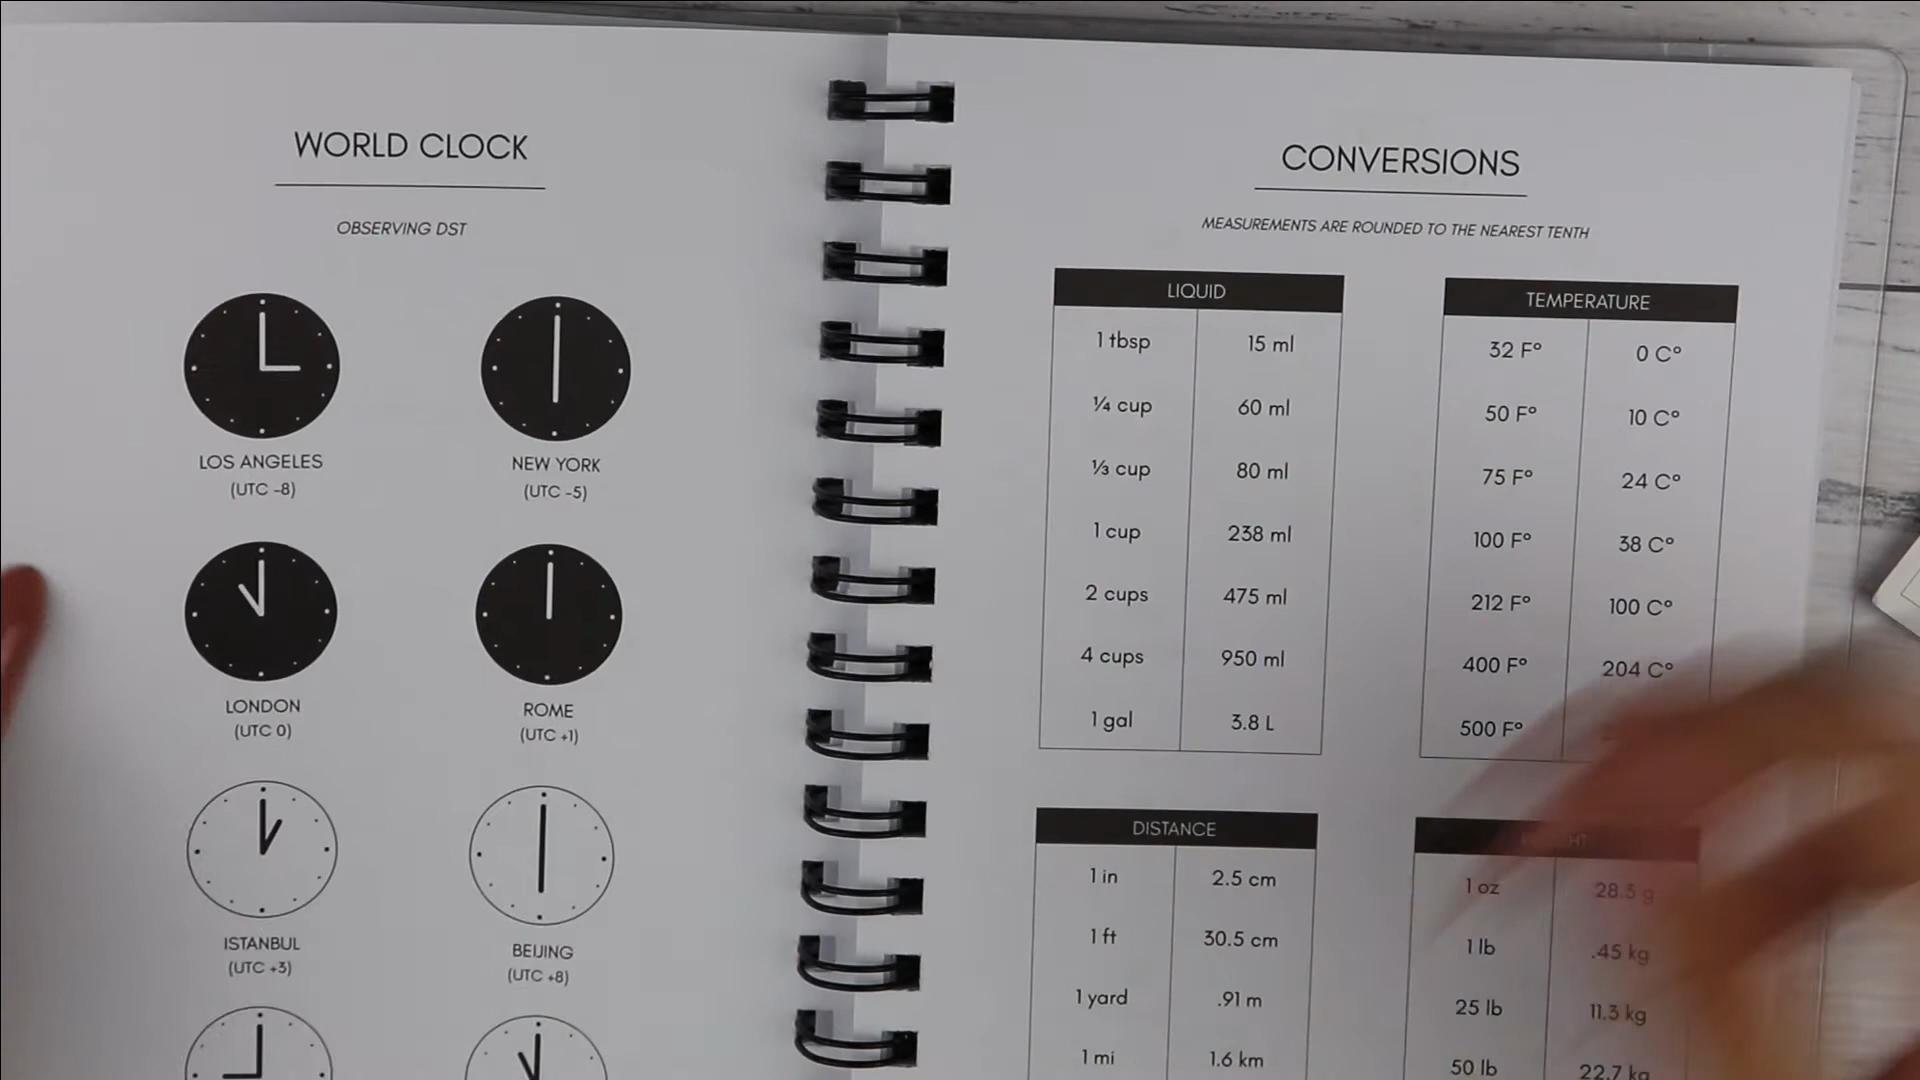 WORLD CLOCK
OBSERVING DST
LOS ANGELES
(UTC -8)
NEW YORK
(UTC -5)
LONDON
(UTC 0)
ROME
(UTC +1)
ISTANBUL
(UTC +3)
BEIJING
(UTC +8)
CONVERSIONS
MEASUREMENTS ARE ROUNDED TO THE NEAREST TENTH
LIQUID
1 tbsp 15 ml
¼ cup 60 ml
⅓ cup 80 ml
1 cup 238 ml
2 cups 475 ml
4 cups 950 ml
1 gal 3.8 L
TEMPERATURE
32 F° 0 C°
50 F° 10 C°
75 F° 24 C°
100 F° 38 C°
212 F° 100 C°
400 F° 204 C°
500 F°
DISTANCE
1 in 2.5 cm
1 ft 30.5 cm
1 yard .91 m
1 mi 1.6 km
1 oz 28.3 g
1 lb .45 kg
25 lb 11.3 kg
50 lb 22.7 kg